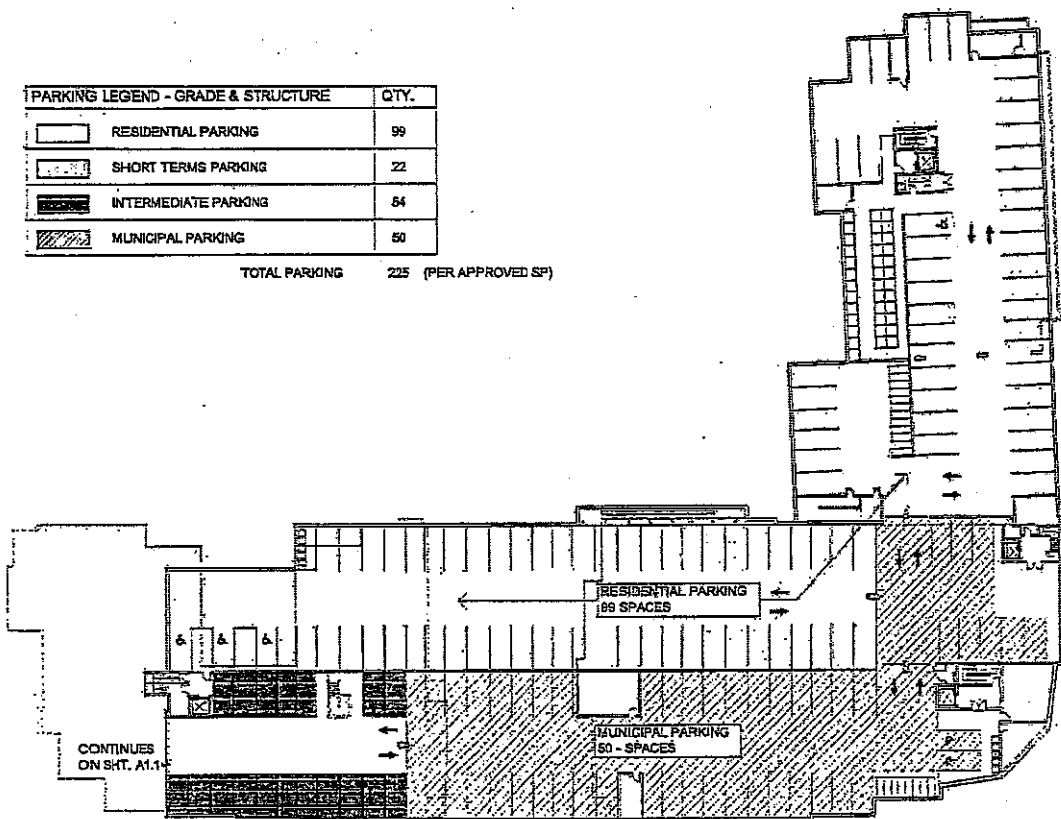 PARKING LEGEND - GRADE & STRUCTURE QTY.
RESIDENTIAL PARKING 99
SHORT TERMS PARKING 22
INTERMEDIATE PARKING 54
MUNICIPAL PARKING 50
TOTAL PARKING 225 (PER APPROVED SP)
RESIDENTIAL PARKING
99 SPACES
MUNICIPAL PARKING
50 - SPACES
CONTINUES
ON SHT. A1.1